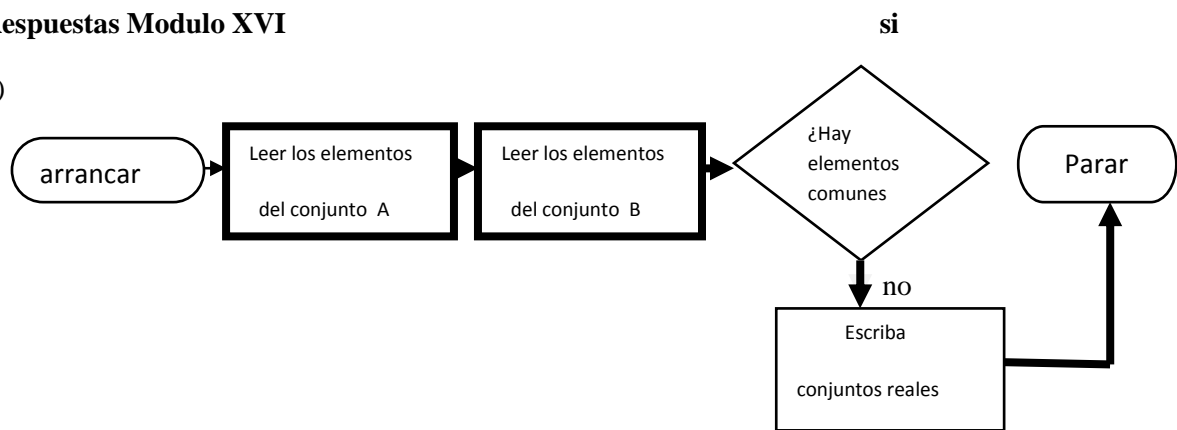 espuestas Modulo XVI
si
)
arrancar
Leer los elementos
del conjunto A
Leer los elementos
del conjunto B
¿Hay
elementos
comunes
Parar
no
Escriba
conjuntos reales